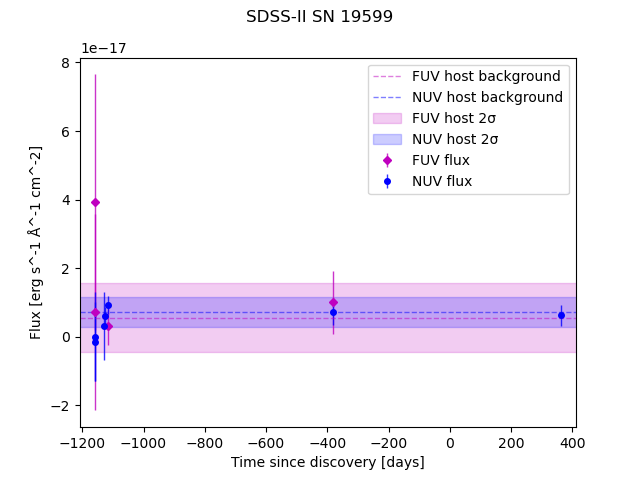 SDSS-II SN 19599
1e−17
8
6
4
2
0
−2
Flux [erg s^-1 Å^-1 cm^-2]
FUV host background
NUV host background
FUV host 2σ
NUV host 2σ
FUV flux
NUV flux
−1200 −1000 −800 −600 −400 −200 0 200 400
Time since discovery [days]